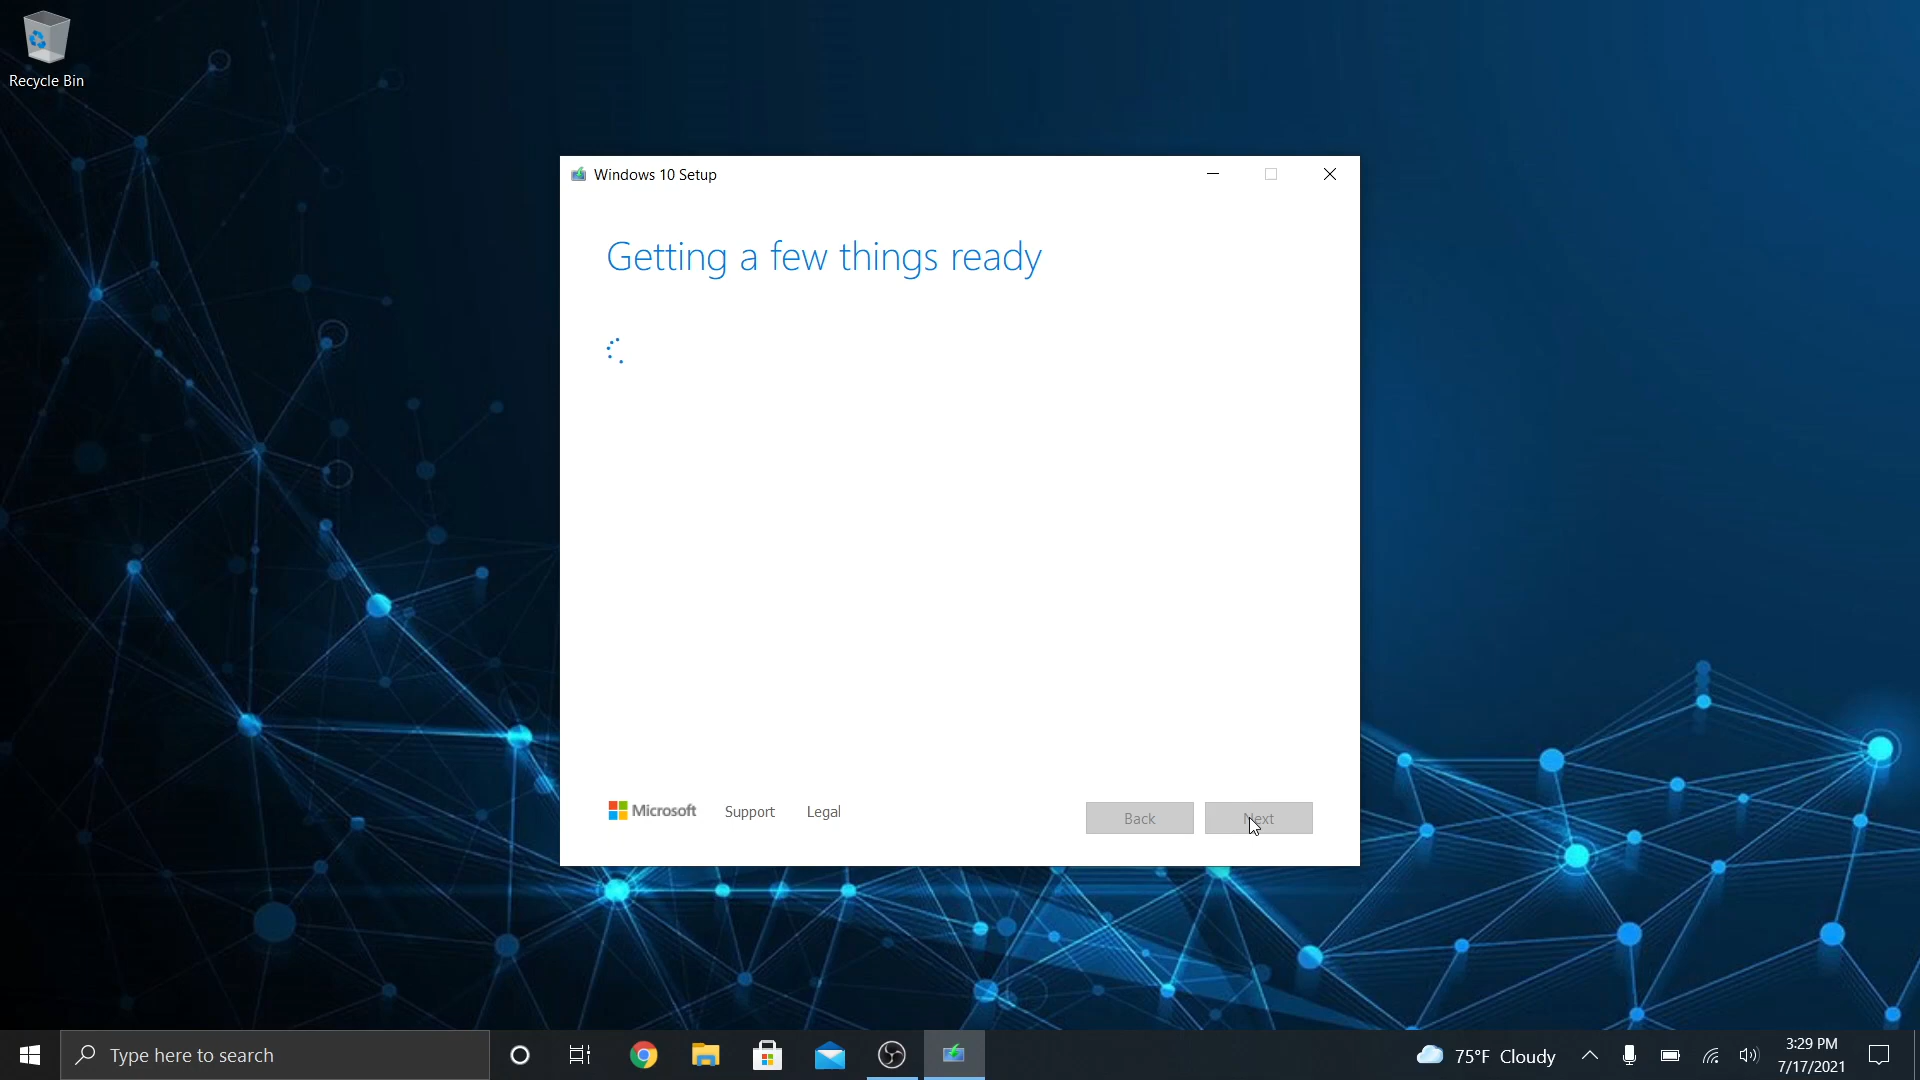 Recycle Bin
Windows 10 Setup
Getting a few things ready
Microsoft
Support
Legal
Back
Next
Type here to search
75°F Cloudy
3:29 PM
7/17/2021